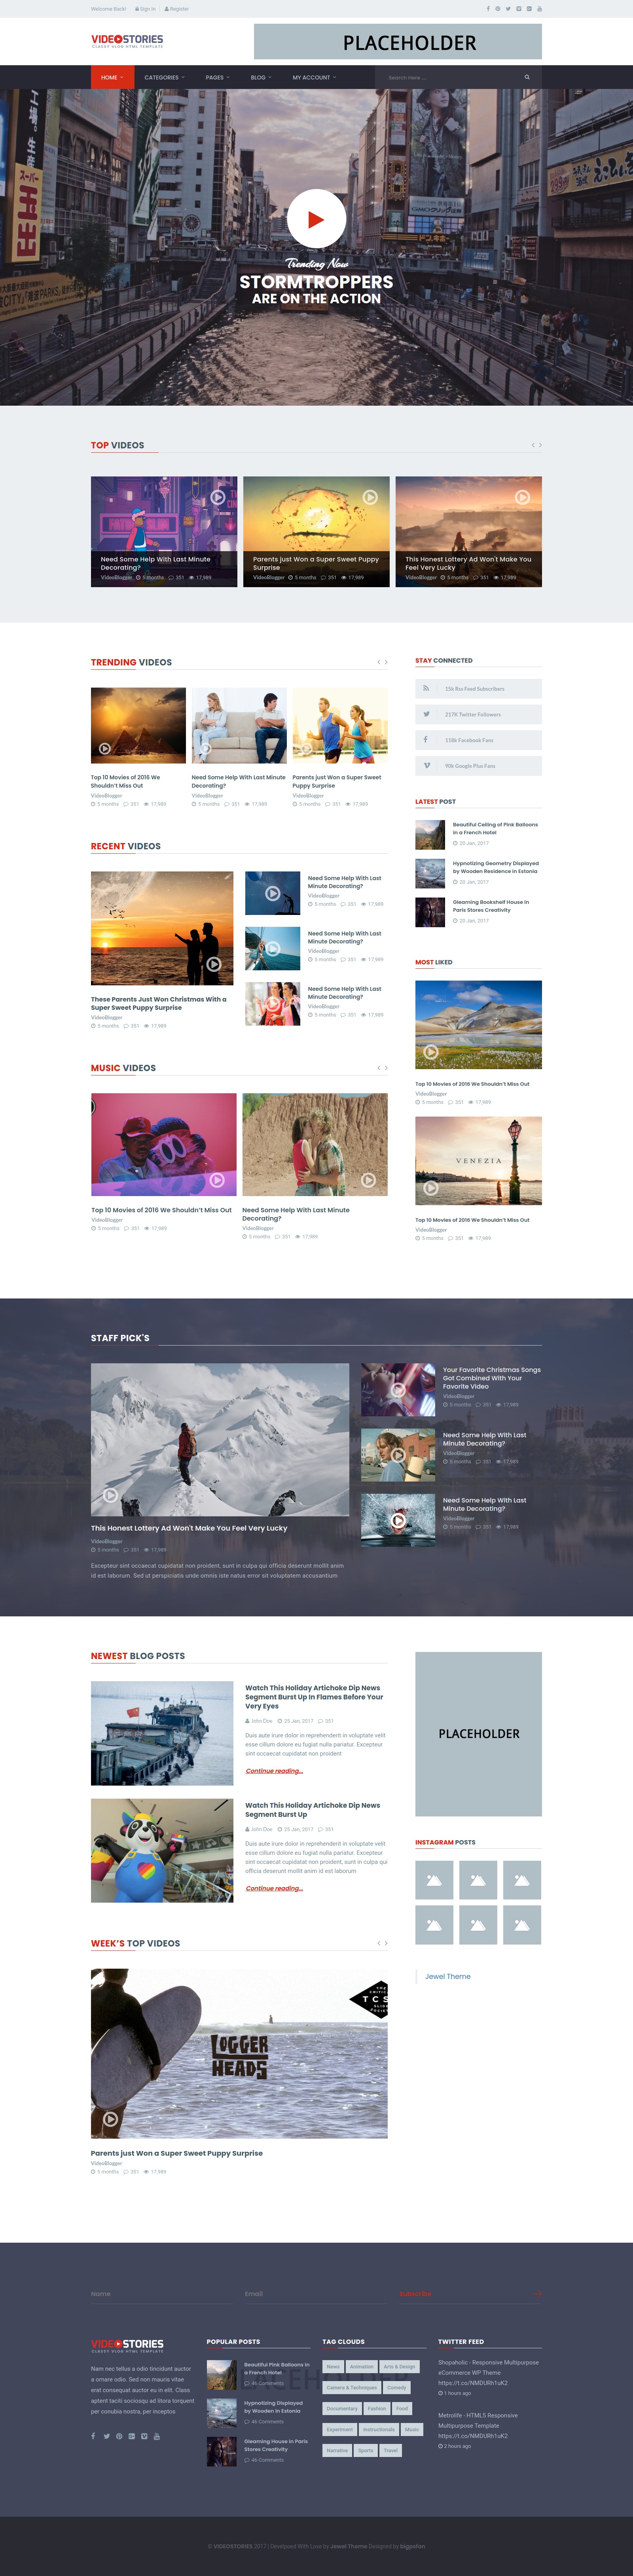 Welcome Back! Sign In Register
VIDEOSTORIES
CLASSY VLOG HTML TEMPLATE
PLACEHOLDER
HOME CATEGORIES PAGES BLOG MY ACCOUNT Search Here ...
Trending Now
STORMTROPPERS
ARE ON THE ACTION
TOP VIDEOS
Need Some Help With Last Minute
Decorating?
VideoBlogger 5 months 351 17,989
Parents just Won a Super Sweet Puppy
Surprise
VideoBlogger 5 months 351 17,989
This Honest Lottery Ad Won't Make You
Feel Very Lucky
VideoBlogger 5 months 351 17,989
TRENDING VIDEOS
Top 10 Movies of 2016 We
Shouldn't Miss Out
VideoBlogger
5 months 351 17,989
Need Some Help With Last Minute
Decorating?
VideoBlogger
5 months 351 17,989
Parents just Won a Super Sweet
Puppy Surprise
VideoBlogger
5 months 351 17,989
RECENT VIDEOS
These Parents Just Won Christmas With a
Super Sweet Puppy Surprise
VideoBlogger
5 months 351 17,989
Need Some Help With Last
Minute Decorating?
VideoBlogger
5 months 351 17,989
Need Some Help With Last
Minute Decorating?
VideoBlogger
5 months 351 17,989
Need Some Help With Last
Minute Decorating?
VideoBlogger
5 months 351 17,989
MUSIC VIDEOS
Top 10 Movies of 2016 We Shouldn't Miss Out
VideoBlogger
5 months 351 17,989
Need Some Help With Last Minute
Decorating?
VideoBlogger
5 months 351 17,989
STAY CONNECTED
15k Rss Feed Subscribers
217K Twitter Followers
118k Facebook Fans
90k Google Plus Fans
LATEST POST
Beautiful Ceiling of Pink Balloons
in a French Hotel
20 Jan, 2017
Hypnotizing Geometry Displayed
by Wooden Residence in Estonia
20 Jan, 2017
Gleaming Bookshelf House in
Paris Stores Creativity
20 Jan, 2017
MOST LIKED
Top 10 Movies of 2016 We Shouldn't Miss Out
VideoBlogger
5 months 351 17,989
VENEZIA
Top 10 Movies of 2016 We Shouldn't Miss Out
VideoBlogger
5 months 351 17,989
STAFF PICK'S
This Honest Lottery Ad Won't Make You Feel Very Lucky
VideoBlogger
5 months 351 17,989
Excepteur sint occaecat cupidatat non proident, sunt in culpa qui officia deserunt mollit anim
id est laborum. Sed ut perspiciatis unde omnis iste natus error sit voluptatem accusantium
Your Favorite Christmas Songs
Got Combined With Your
Favorite Video
VideoBlogger
5 months 351 17,989
Need Some Help With Last
Minute Decorating?
VideoBlogger
5 months 351 17,989
Need Some Help With Last
Minute Decorating?
VideoBlogger
5 months 351 17,989
NEWEST BLOG POSTS
Watch This Holiday Artichoke Dip News
Segment Burst Up In Flames Before Your
Very Eyes
John Doe 25 Jan, 2017 351
Duis aute irure dolor in reprehenderit in voluptate velit
esse cillum dolore eu fugiat nulla pariatur. Excepteur
sint occaecat cupidatat non proident
Continue reading...
Watch This Holiday Artichoke Dip News
Segment Burst Up
John Doe 25 Jan, 2017 351
Duis aute irure dolor in reprehenderit in voluptate velit
esse cillum dolore eu fugiat nulla pariatur. Excepteur
sint occaecat cupidatat non proident, sunt in culpa qui
officia deserunt mollit anim id est laborum
Continue reading...
PLACEHOLDER
INSTAGRAM POSTS
Jewel Theme
WEEK'S TOP VIDEOS
LOGGER
HEADS
Parents just Won a Super Sweet Puppy Surprise
VideoBlogger
5 months 351 17,989
Name Email Subscribe
VIDEOSTORIES
CLASSY VLOG HTML TEMPLATE
Nam nec tellus a odio tincidunt auctor
a ornare odio. Sed non mauris vitae
erat consequat auctor eu in elit. Class
aptent taciti sociosqu ad litora torquent
per conubia nostra, per inceptos
POPULAR POSTS
Beautiful Pink Balloons in
a French Hotel
46 Comments
Hypnotizing Displayed
by Wooden in Estonia
46 Comments
Gleaming House in Paris
Stores Creativity
46 Comments
TAG CLOUDS
PLACEHOLDER
News Animation Arts & Design
Camera & Techniques Comedy
Documentary Fashion Food
Experiment Instructionals Music
Narrative Sports Travel
TWITTER FEED
Shopaholic - Responsive Multipurpose
eCommerce WP Theme
https://t.co/NMDURh1uK2
1 hours ago
Metrolife - HTML5 Responsive
Multipurpose Template
https://t.co/NMDURh1uK2
2 hours ago
© VIDEOSTORIES 2017 | Develpoed With Love by Jewel Theme Designed by